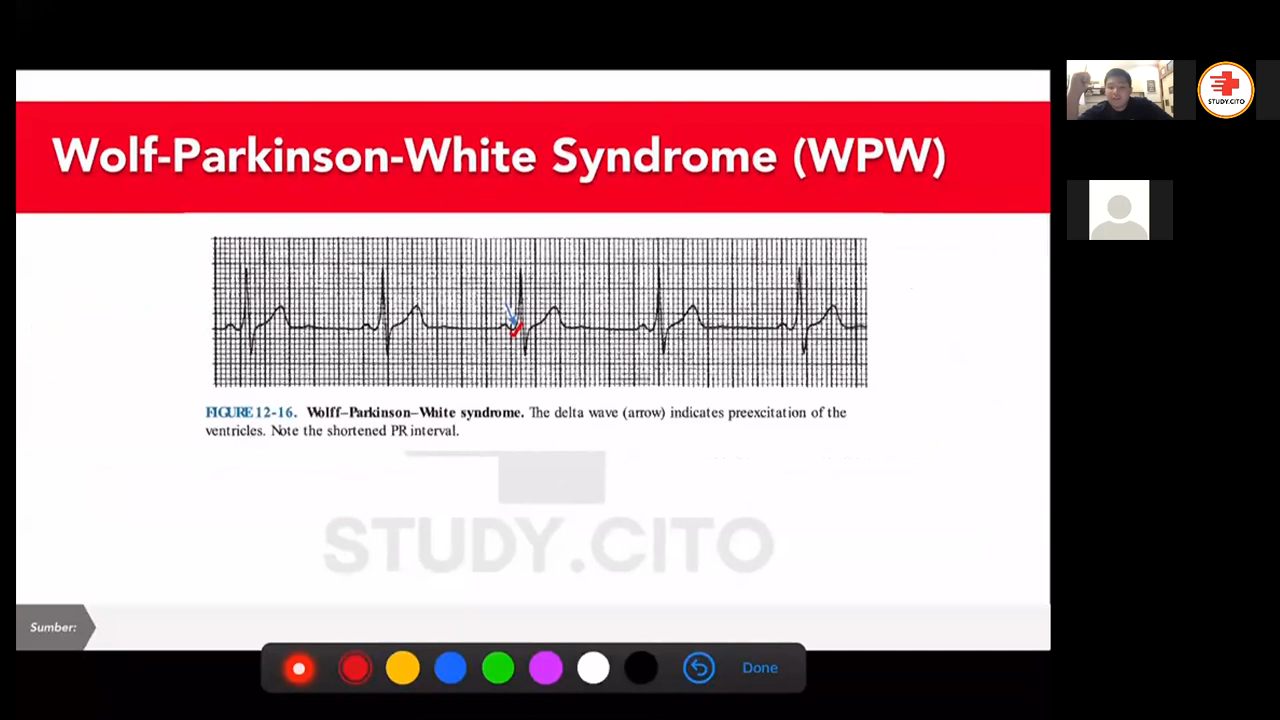 Wolf-Parkinson-White Syndrome (WPW)
STUDY.CITO
FIGURE 12-16. Wolff–Parkinson–White syndrome. The delta wave (arrow) indicates preexcitation of the
ventricles. Note the shortened PR interval.
STUDY.CITO
Sumber:
Done